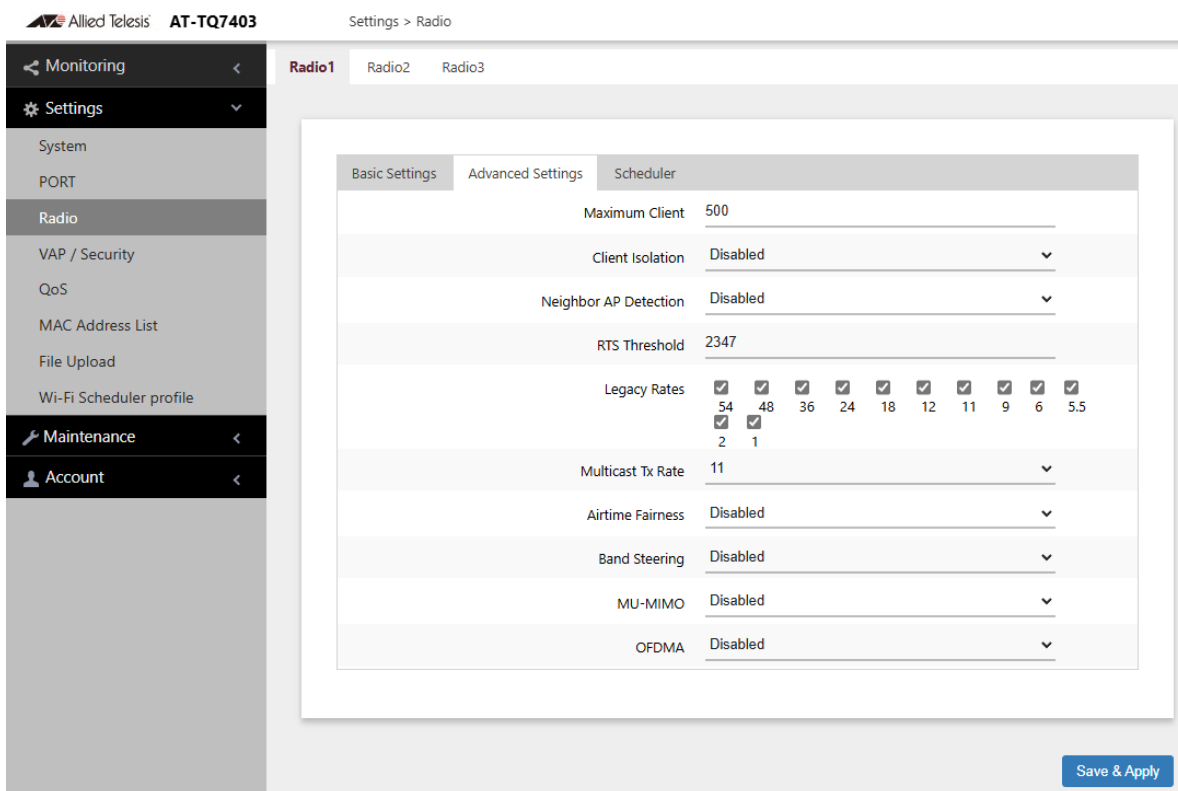 Allied Telesis AT-TQ7403 Settings > Radio
Monitoring
Settings
System
PORT
Radio
VAP / Security
QoS
MAC Address List
File Upload
Wi-Fi Scheduler profile
Maintenance
Account
Radio1 Radio2 Radio3
Basic Settings Advanced Settings Scheduler
Maximum Client 500
Client Isolation Disabled
Neighbor AP Detection Disabled
RTS Threshold 2347
Legacy Rates
54 48 36 24 18 12 11 9 6 5.5
2 1
Multicast Tx Rate 11
Airtime Fairness Disabled
Band Steering Disabled
MU-MIMO Disabled
OFDMA Disabled
Save & Apply